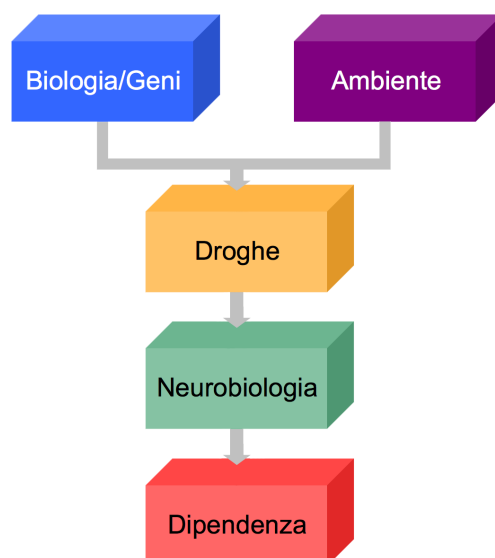 Biologia/Geni
Ambiente
Droghe
Neurobiologia
Dipendenza